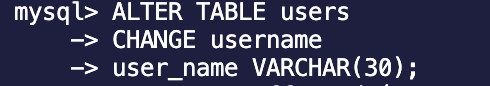 mysql> ALTER TABLE users
-> CHANGE username
-> user_name VARCHAR(30);